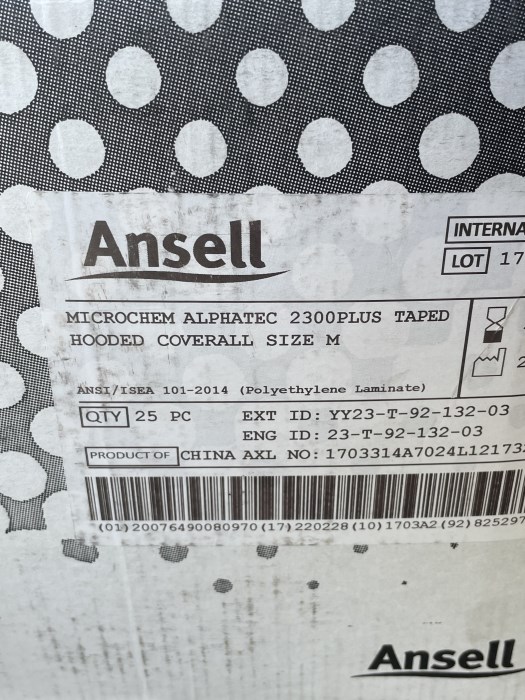 Ansell
INTERNA
LOT 17
MICROCHEM ALPHATEC 2300PLUS TAPED
HOODED COVERALL SIZE M
2
ANSI/ISEA 101-2014 (Polyethylene Laminate)
QTY 25 PC EXT ID: YY23-T-92-132-03
ENG ID: 23-T-92-132-03
PRODUCT OF CHINA AXL NO: 1703314A7024L12173
(01)20076490080970(17)220228(10)1703A2(92)825297
Ansell